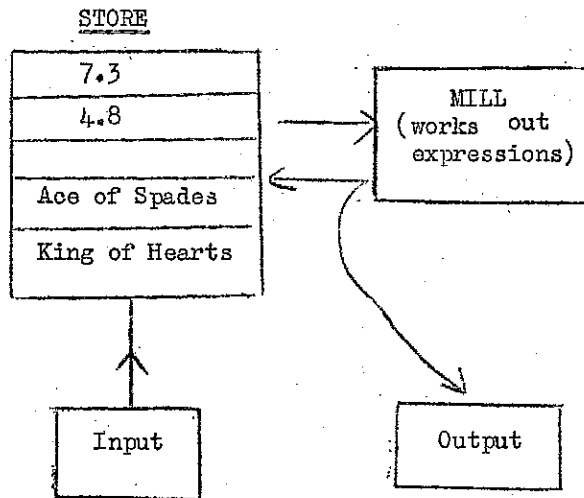 STORE
7.3
4.8
Ace of Spades
King of Hearts
MILL
(works out
expressions)
Input
Output